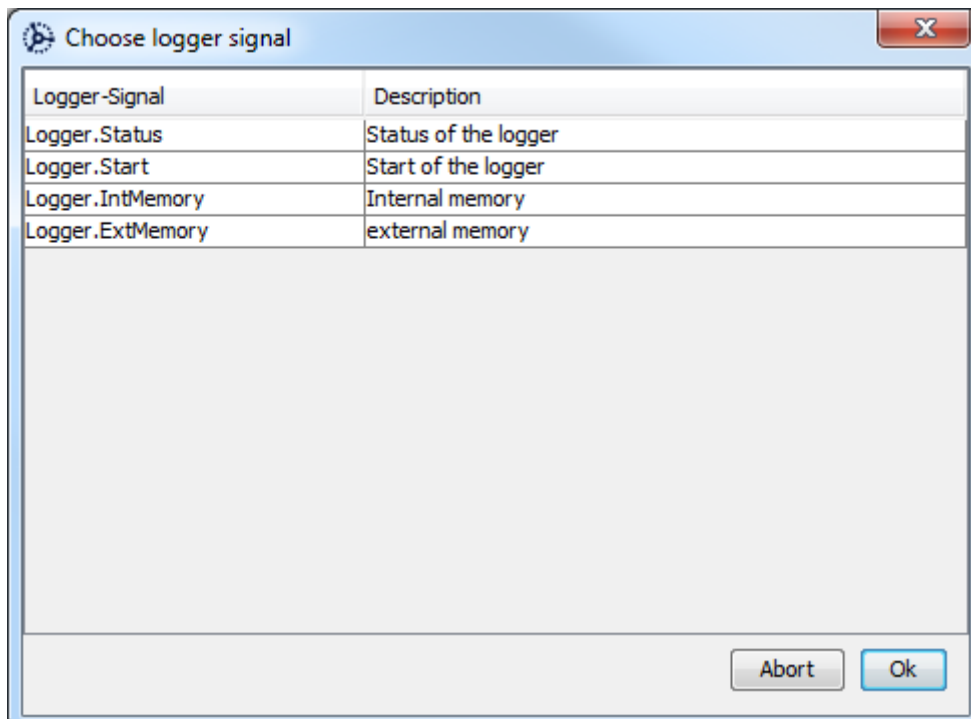 Choose logger signal
Logger-Signal Description
Logger.Status Status of the logger
Logger.Start Start of the logger
Logger.IntMemory Internal memory
Logger.ExtMemory external memory
Abort Ok